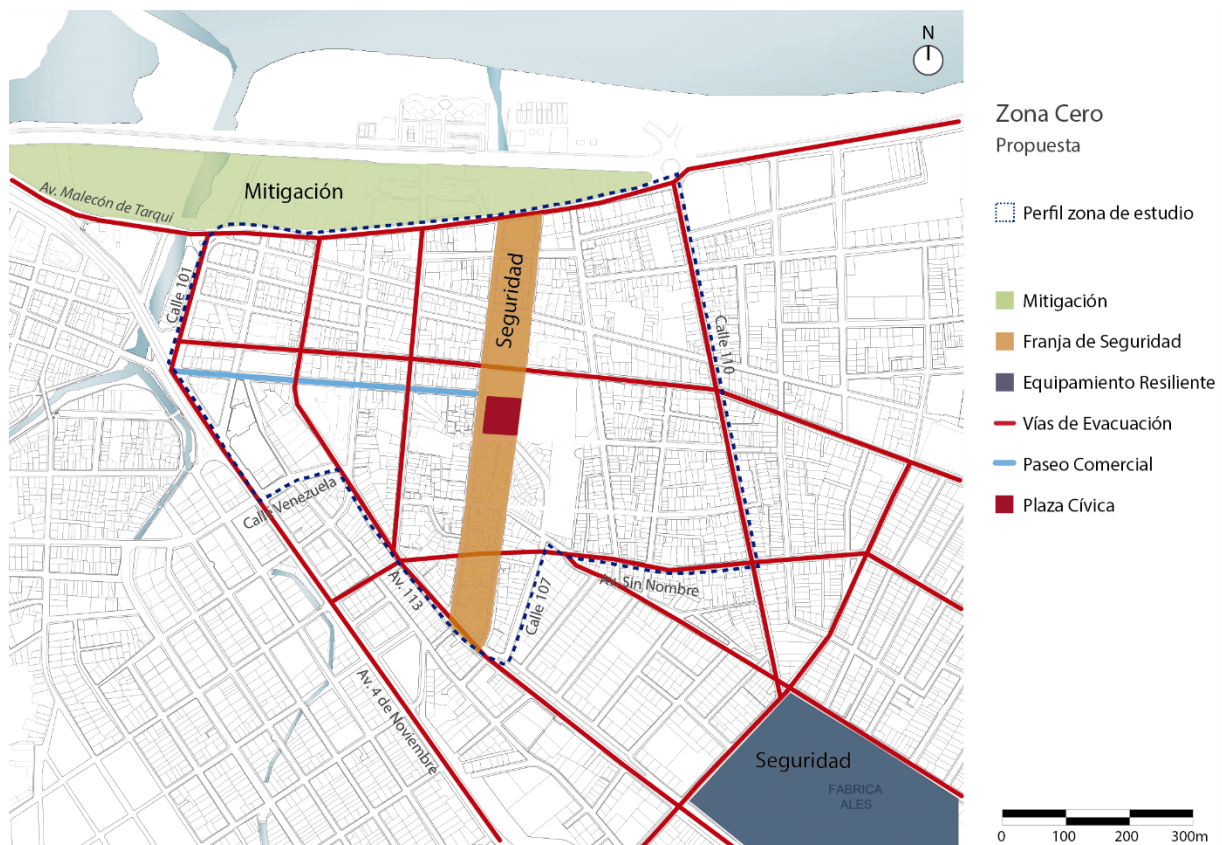 N
Mitigación
Av. Malecón de Tarqui
Calle 101
Seguridad
Calle 110
Calle Venezuela
Av. 113
Calle 107
Av. Sin Nombre
Av. 4 de Noviembre
Seguridad
FABRICA
ALES
Zona Cero
Propuesta
Perfil zona de estudio
Mitigación
Franja de Seguridad
Equipamiento Resiliente
Vías de Evacuación
Paseo Comercial
Plaza Cívica
0 100 200 300m